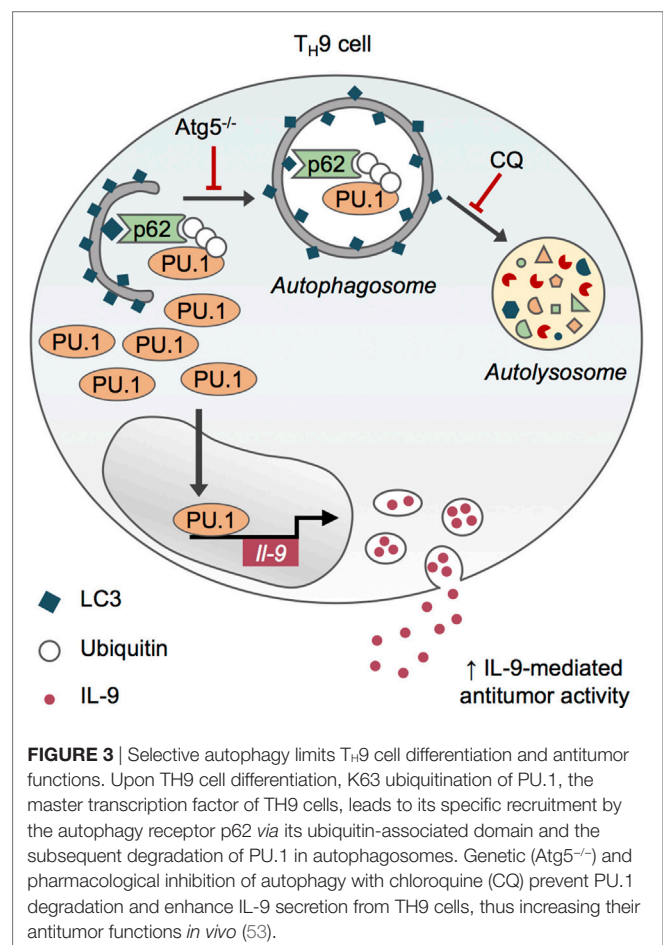 TH9 cell
Atg5-/-
CQ
p62
PU.1
p62
PU.1
Autophagosome
PU.1
PU.1
PU.1
PU.1
PU.1
PU.1
Autolysosome
PU.1
Il-9
LC3
Ubiquitin
IL-9
↑ IL-9-mediated
antitumor activity
FIGURE 3 | Selective autophagy limits TH9 cell differentiation and antitumor
functions. Upon TH9 cell differentiation, K63 ubiquitination of PU.1, the
master transcription factor of TH9 cells, leads to its specific recruitment by
the autophagy receptor p62 via its ubiquitin-associated domain and the
subsequent degradation of PU.1 in autophagosomes. Genetic (Atg5−/−) and
pharmacological inhibition of autophagy with chloroquine (CQ) prevent PU.1
degradation and enhance IL-9 secretion from TH9 cells, thus increasing their
antitumor functions in vivo (53).